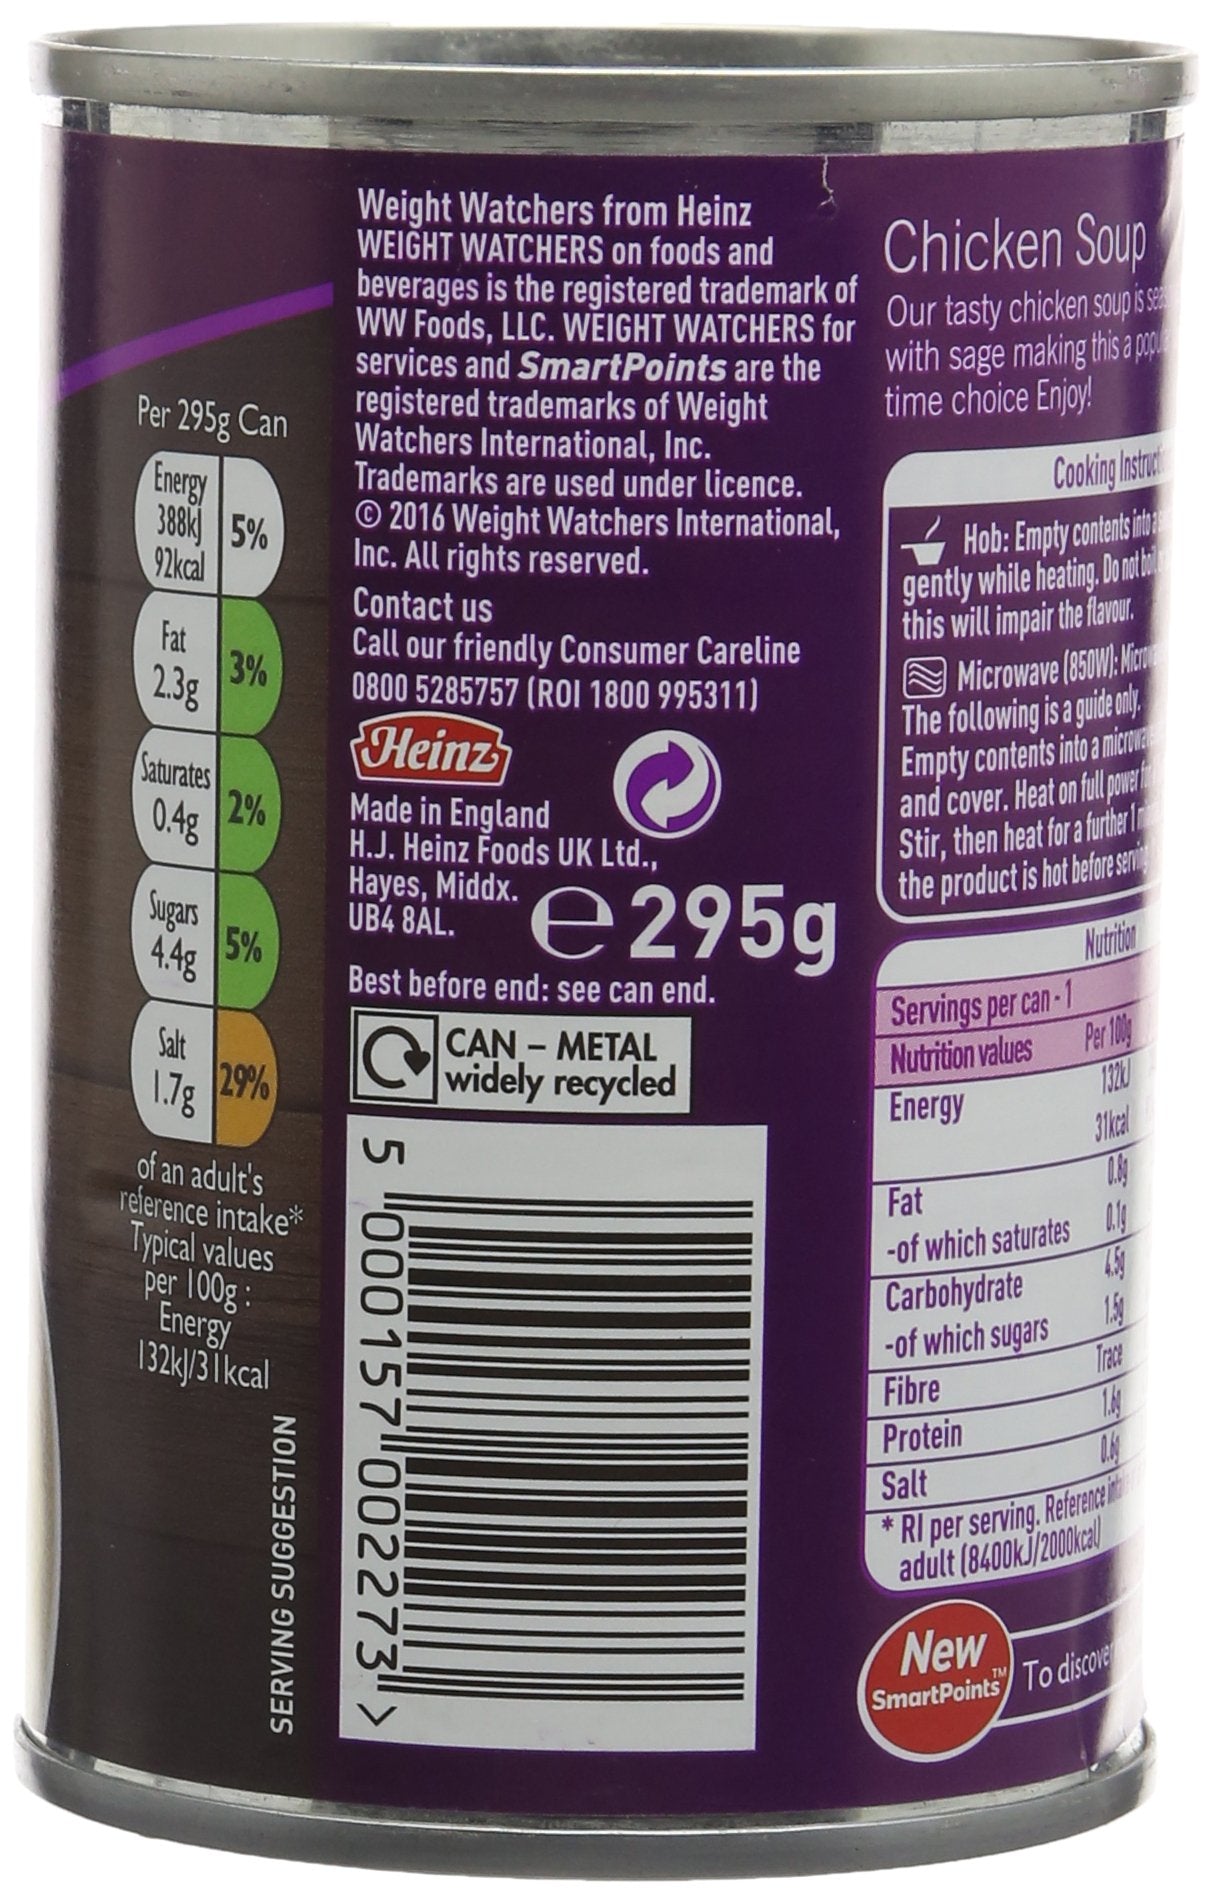 Per 295g Can
Energy
388kJ
92kcal
5%
Fat
2.3g
3%
Saturates
0.4g
2%
Sugars
4.4g
5%
Salt
1.7g
29%
of an adult's
reference intake*
Typical values
per 100g :
Energy
132kJ/31kcal
SERVING SUGGESTION
Weight Watchers from Heinz
WEIGHT WATCHERS on foods and
beverages is the registered trademark of
WW Foods, LLC. WEIGHT WATCHERS for
services and SmartPoints are the
registered trademarks of Weight
Watchers International, Inc.
Trademarks are used under licence.
© 2016 Weight Watchers International,
Inc. All rights reserved.
Contact us
Call our friendly Consumer Careline
0800 5285757 (ROI 1800 995311)
Heinz
Made in England
H.J. Heinz Foods UK Ltd.,
Hayes, Middx.
UB4 8AL.
e 295g
Best before end: see can end.
CAN – METAL
widely recycled
5 000157 002273 >
Chicken Soup
Our tasty chicken soup is
with sage making this a
time choice Enjoy!
Cooking
Hob: Empty contents into a
gently while heating. Do not
this will impair the flavour.
Microwave (850W):
The following is a guide only.
Empty contents into a
and cover. Heat on full power
Stir, then heat for a further 1
the product is hot before
Nutrition
Servings per can - 1
Nutrition values Per 100g
Energy 132kJ
31kcal
Fat 0.8g
-of which saturates 0.1g
Carbohydrate 4.5g
-of which sugars 1.5g
Fibre Trace
Protein 1.6g
Salt 0.6g
* RI per serving. Reference
adult (8400kJ/2000kcal)
New
SmartPoints™
To